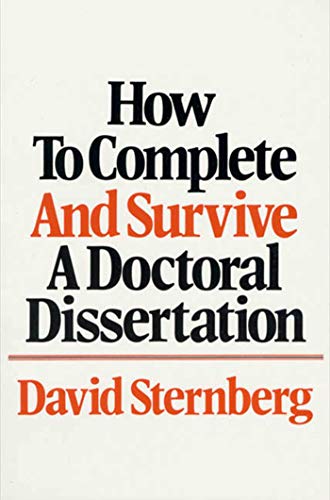 How
To Complete
And Survive
A Doctoral
Dissertation
David Sternberg